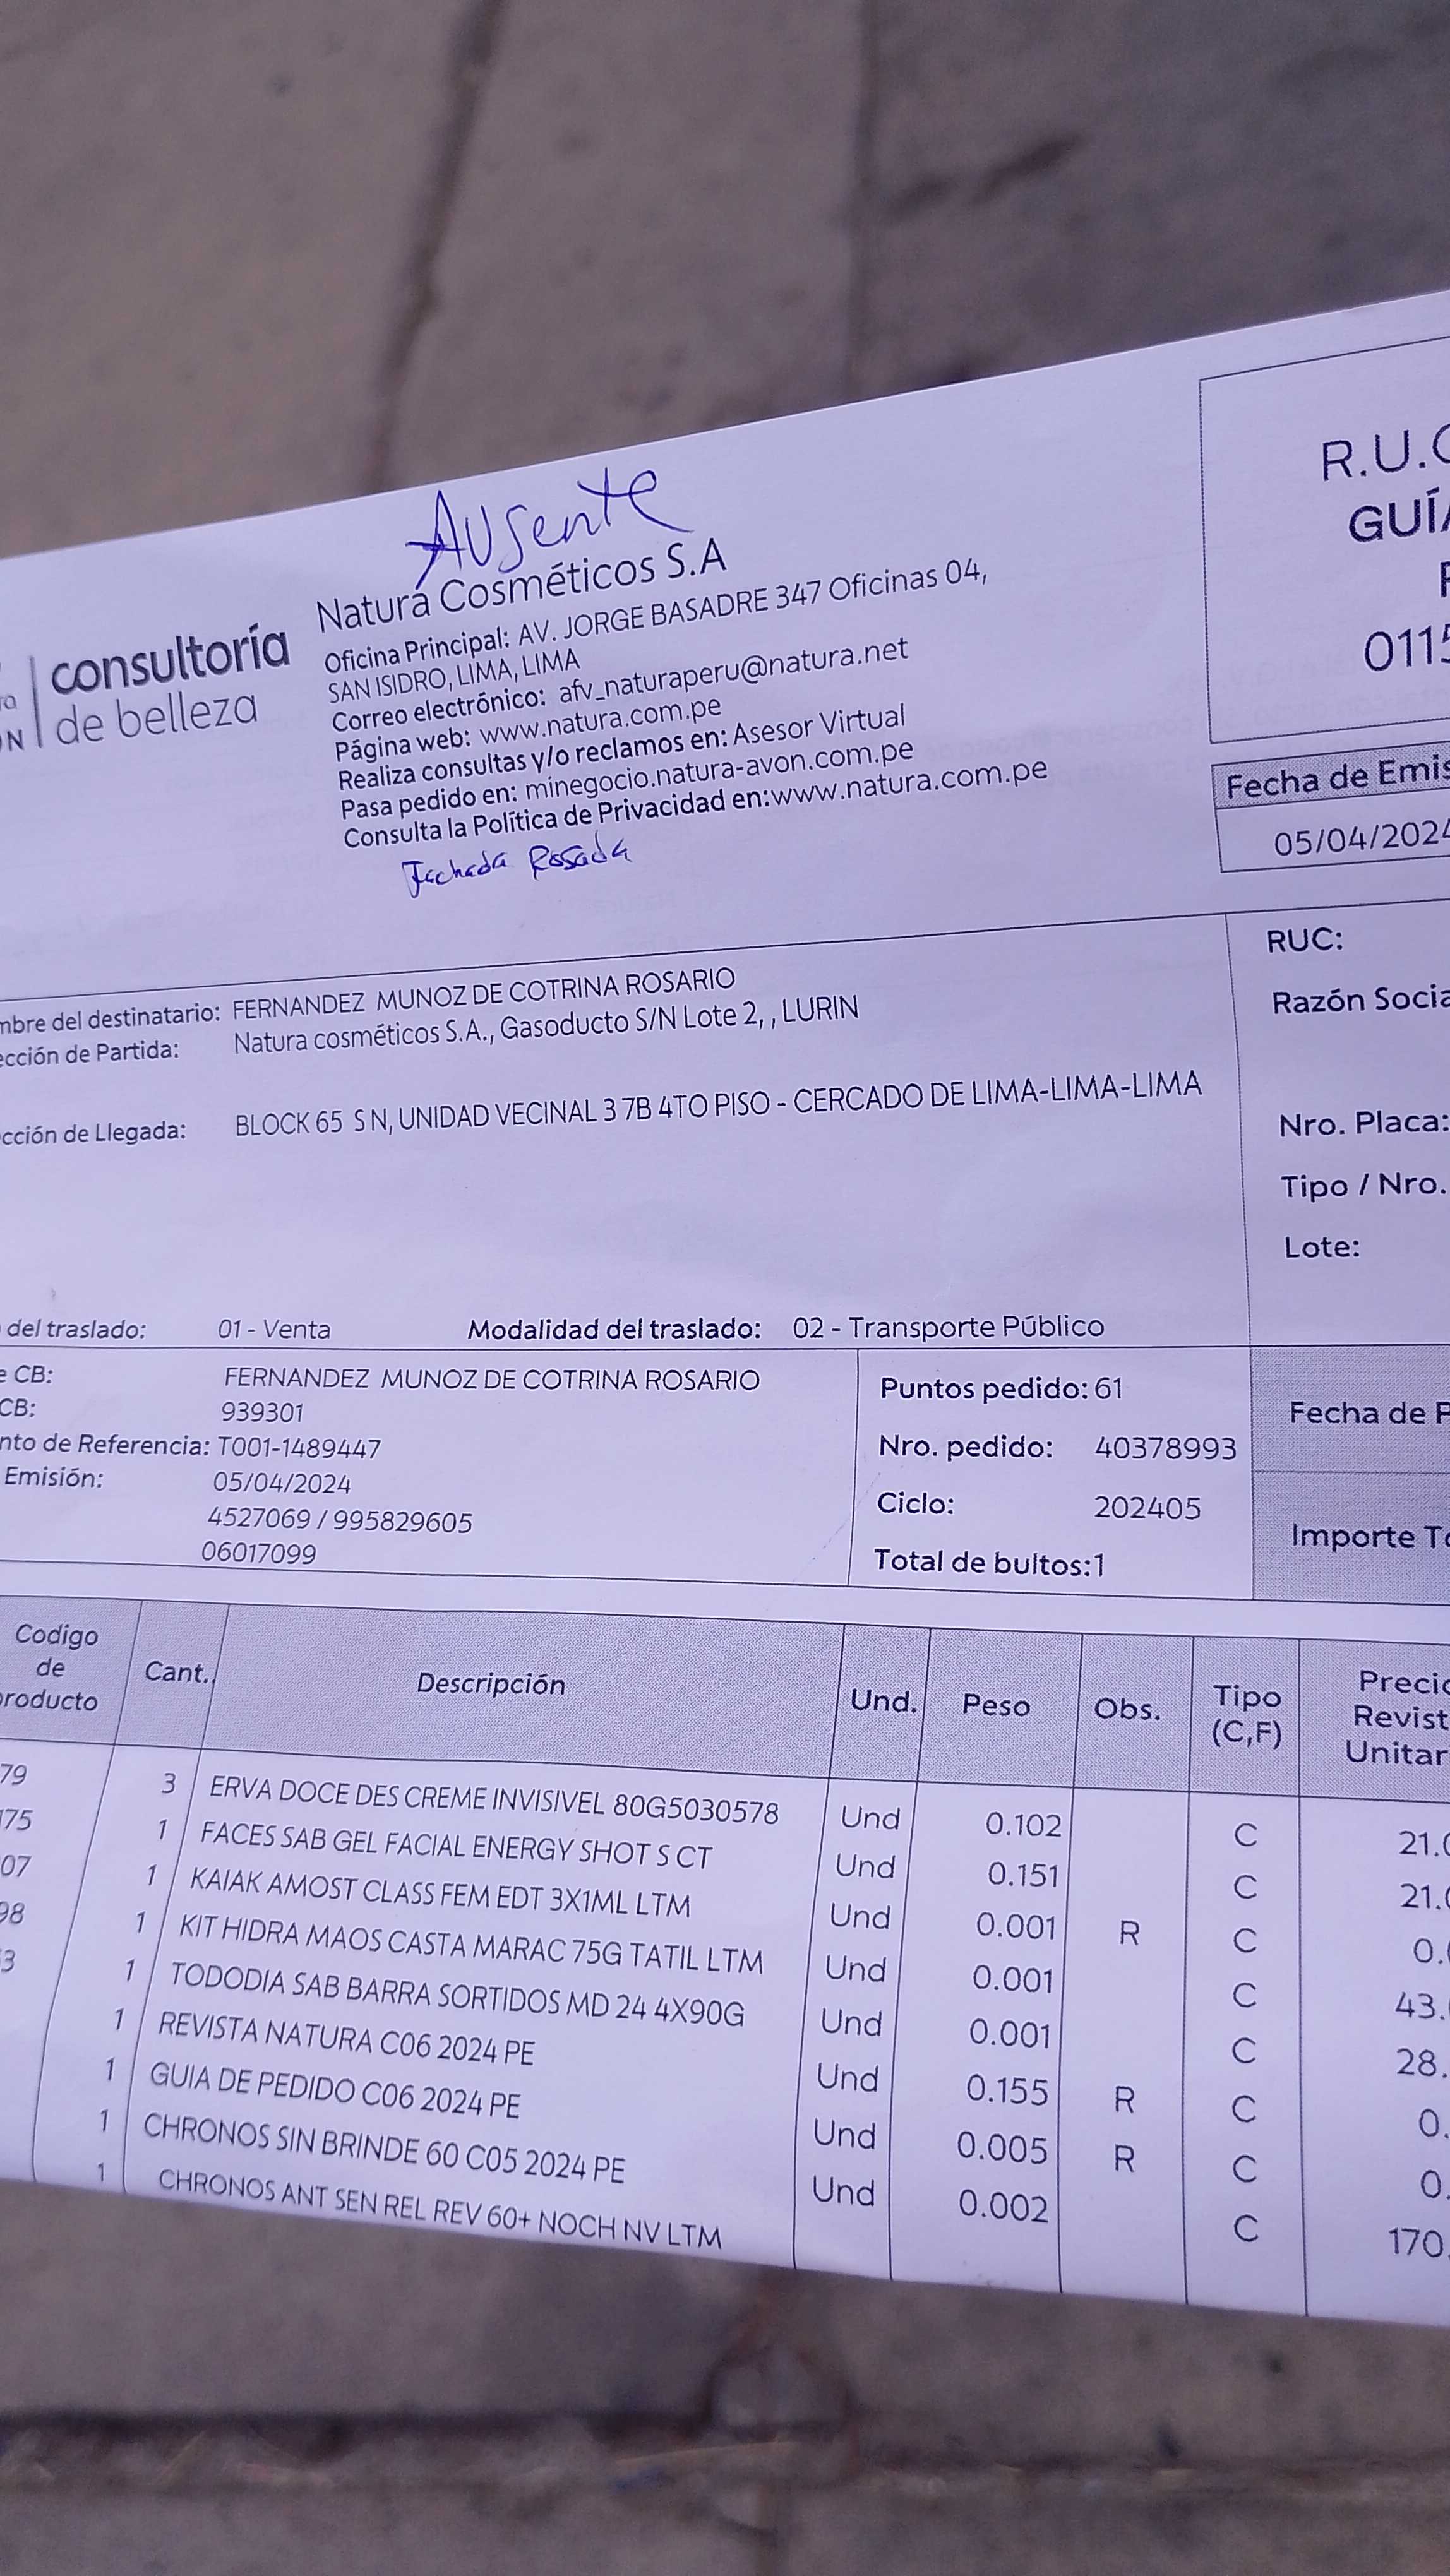 Ausente
Natura Cosméticos S.A
consultoría
de belleza
Oficina Principal: AV. JORGE BASADRE 347 Oficinas 04,
SAN ISIDRO, LIMA, LIMA
Correo electrónico: afv_naturaperu@natura.net
Página web: www.natura.com.pe
Realiza consultas y/o reclamos en: Asesor Virtual
Pasa pedido en: minegocio.natura-avon.com.pe
Consulta la Política de Privacidad en:www.natura.com.pe
Fachada Rosada
R.U.C
GUÍA
0115
Fecha de Emis
05/04/2024
mbre del destinatario: FERNANDEZ MUNOZ DE COTRINA ROSARIO
ección de Partida: Natura cosméticos S.A., Gasoducto S/N Lote 2, , LURIN
cción de Llegada: BLOCK 65 S N, UNIDAD VECINAL 3 7B 4TO PISO - CERCADO DE LIMA-LIMA-LIMA
RUC:
Razón Socia
Nro. Placa:
Tipo / Nro.
Lote:
del traslado: 01 - Venta Modalidad del traslado: 02 - Transporte Público
e CB: FERNANDEZ MUNOZ DE COTRINA ROSARIO
CB: 939301
nto de Referencia: T001-1489447
Emisión: 05/04/2024
4527069 / 995829605
06017099
Puntos pedido: 61
Nro. pedido: 40378993
Ciclo: 202405
Total de bultos:1
Fecha de P
Importe To
Codigo de roducto Cant. Descripción Und. Peso Obs. Tipo (C,F) Precio Revist Unitar
79 3 ERVA DOCE DES CREME INVISIVEL 80G5030578 Und 0.102 C 21.0
175 1 FACES SAB GEL FACIAL ENERGY SHOT S CT Und 0.151 C 21.0
07 1 KAIAK AMOST CLASS FEM EDT 3X1ML LTM Und 0.001 R C 0.
98 1 KIT HIDRA MAOS CASTA MARAC 75G TATIL LTM Und 0.001 C 43.
3 1 TODODIA SAB BARRA SORTIDOS MD 24 4X90G Und 0.001 C 28.
1 REVISTA NATURA C06 2024 PE Und 0.155 R C 0.
1 GUIA DE PEDIDO C06 2024 PE Und 0.005 R C 0.
1 CHRONOS SIN BRINDE 60 C05 2024 PE Und 0.002 C 170.
1 CHRONOS ANT SEN REL REV 60+ NOCH NV LTM